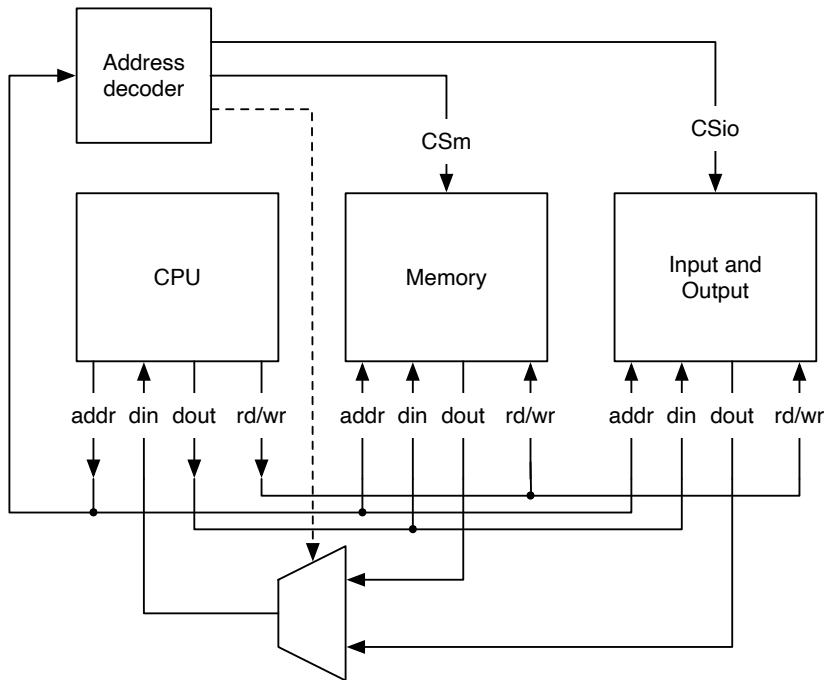 Address
decoder
CSm
CSio
CPU
Memory
Input and
Output
addr din dout rd/wr
addr din dout rd/wr
addr din dout rd/wr